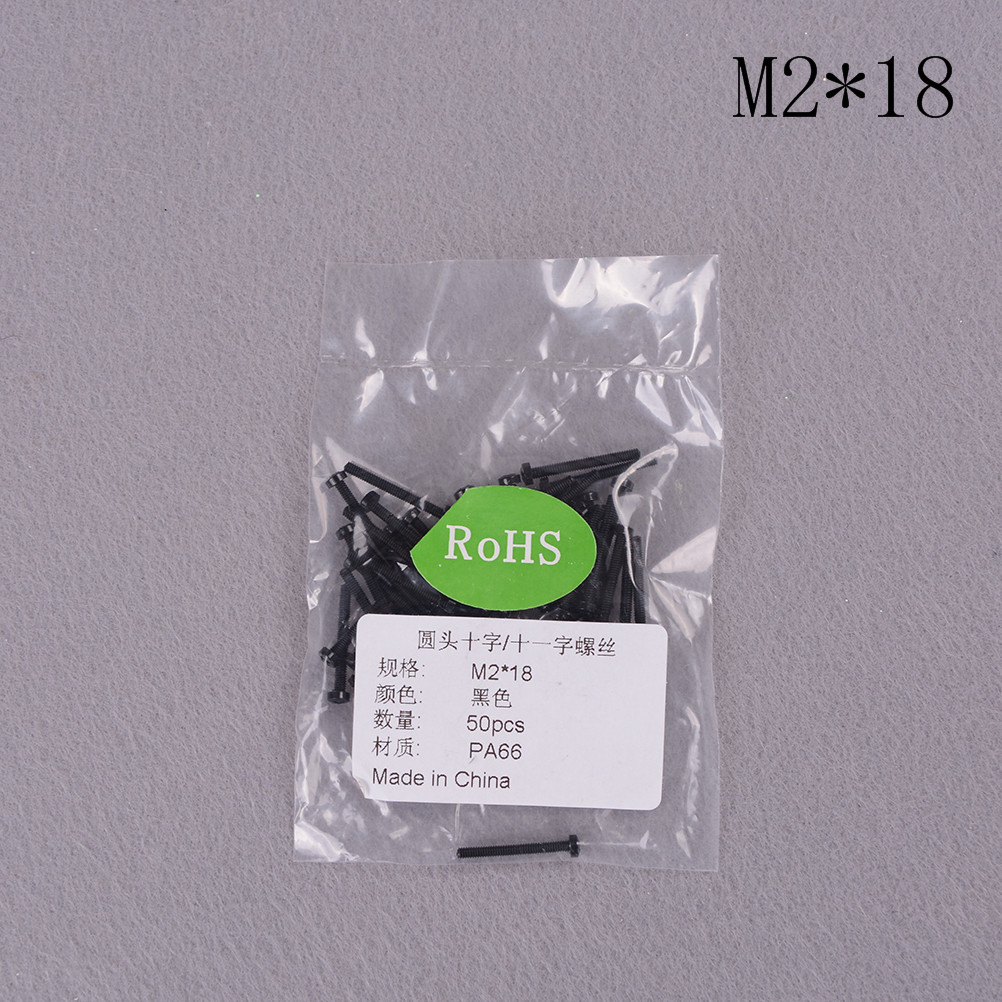 M2*18
RoHS
圆头十字/十一字螺丝
规格: M2*18
颜色: 黑色
数量: 50pcs
材质: PA66
Made in China